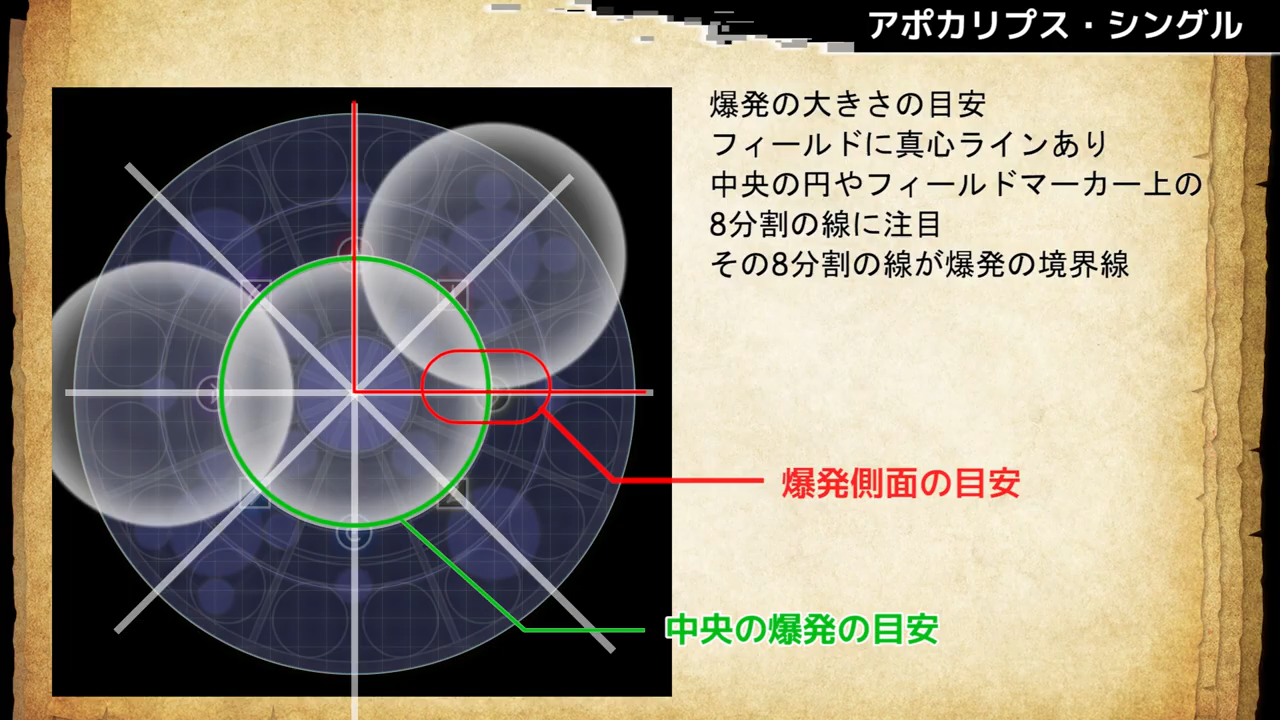 アポカリプス・シングル
爆発の大きさの目安
フィールドに真心ラインあり
中央の円やフィールドマーカー上の
8分割の線に注目
その8分割の線が爆発の境界線
爆発側面の目安
中央の爆発の目安